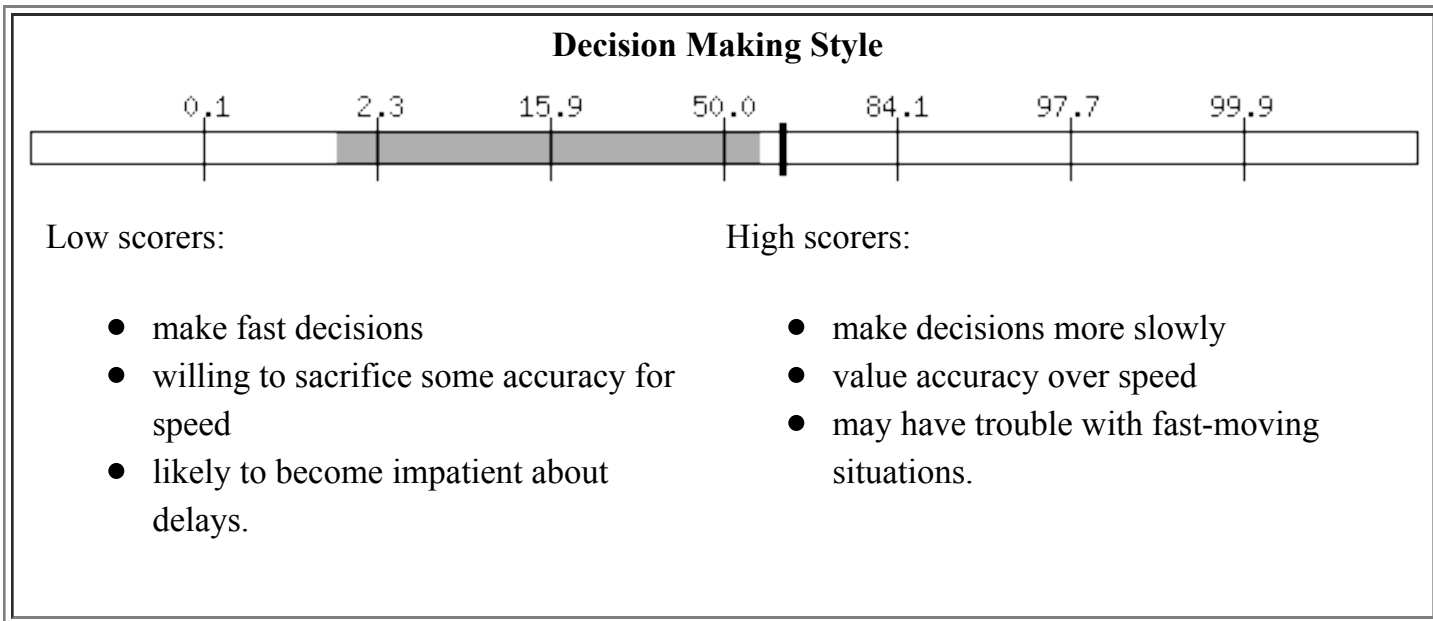 Decision Making Style
0.1 2.3 15.9 50.0 84.1 97.7 99.9
Low scorers:
● make fast decisions
● willing to sacrifice some accuracy for
speed
● likely to become impatient about
delays.
High scorers:
● make decisions more slowly
● value accuracy over speed
● may have trouble with fast-moving
situations.